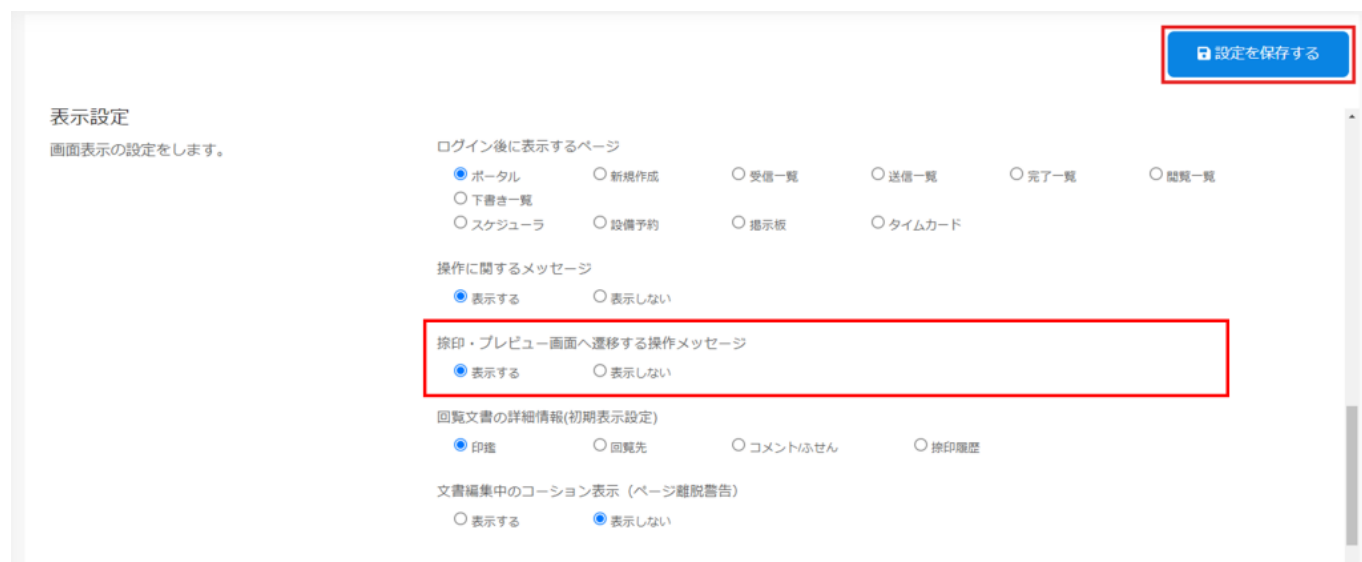 設定を保存する
表示設定
画面表示の設定をします。
ログイン後に表示するページ
ポータル 新規作成 受信一覧 送信一覧 完了一覧 閲覧一覧
下書き一覧
スケジューラ 設備予約 掲示板 タイムカード
操作に関するメッセージ
表示する 表示しない
捺印・プレビュー画面へ遷移する操作メッセージ
表示する 表示しない
回覧文書の詳細情報(初期表示設定)
印鑑 回覧先 コメント/ふせん 捺印履歴
文書編集中のコーション表示（ページ離脱警告）
表示する 表示しない